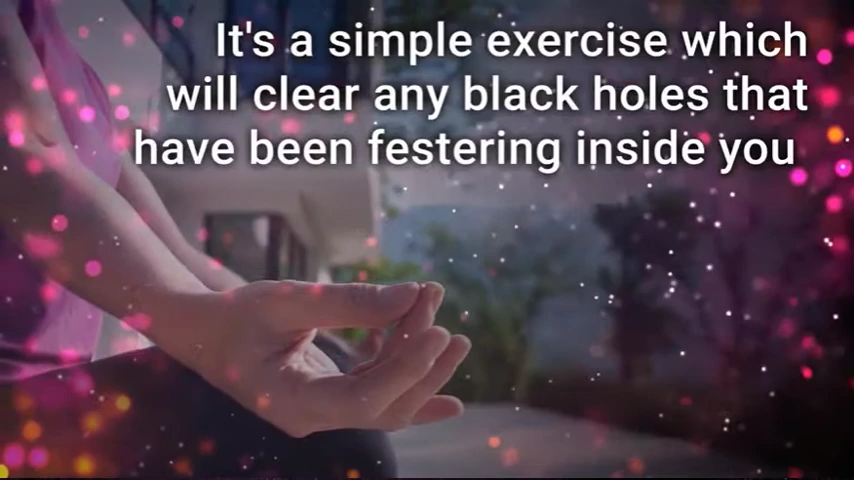 It's a simple exercise which
will clear any black holes that
have been festering inside you